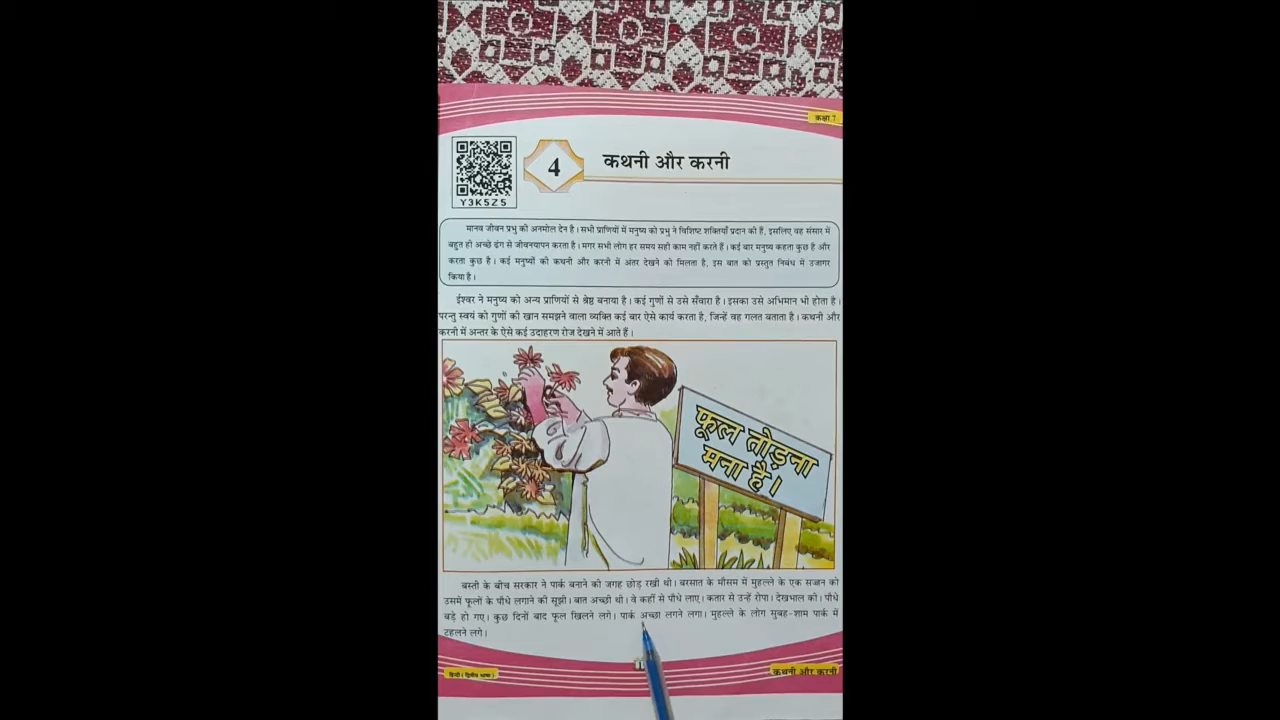 कक्षा 7
4
कथनी और करनी
Y3K5Z5
मानव जीवन प्रभु की अनमोल देन है। सभी प्राणियों में मनुष्य को प्रभु ने विशिष्ट शक्तियाँ प्रदान की हैं, इसलिए वह संसार में
बहुत ही अच्छे ढंग से जीवनयापन करता है। मगर सभी लोग हर समय सही काम नहीं करते हैं। कई बार मनुष्य कहता कुछ है और
करता कुछ है। कई मनुष्यों की कथनी और करनी में अंतर देखने को मिलता है, इस बात को प्रस्तुत निबंध में उजागर
किया है।
ईश्वर ने मनुष्य को अन्य प्राणियों से श्रेष्ठ बनाया है। कई गुणों से उसे सँवारा है। इसका उसे अभिमान भी होता है।
परन्तु स्वयं को गुणों की खान समझने वाला व्यक्ति कई बार ऐसे कार्य करता है, जिन्हें वह गलत बताता है। कथनी और
करनी में अन्तर के ऐसे कई उदाहरण रोज देखने में आते हैं।
फूल तोड़ना
मना है।
बस्ती के बीच सरकार ने पार्क बनाने की जगह छोड़ रखी थी। बरसात के मौसम में मुहल्ले के एक सज्जन को
उसमें फूलों के पौधे लगाने की सूझी। बात अच्छी थी। वे कहीं से पौधे लाए। कतार से उन्हें रोपा। देखभाल की। पौधे
बड़े हो गए। कुछ दिनों बाद फूल खिलने लगे। पार्क अच्छा लगने लगा। मुहल्ले के लोग सुबह-शाम पार्क में
टहलने लगे।
हिन्दी (द्वितीय भाषा)
कथनी और करनी